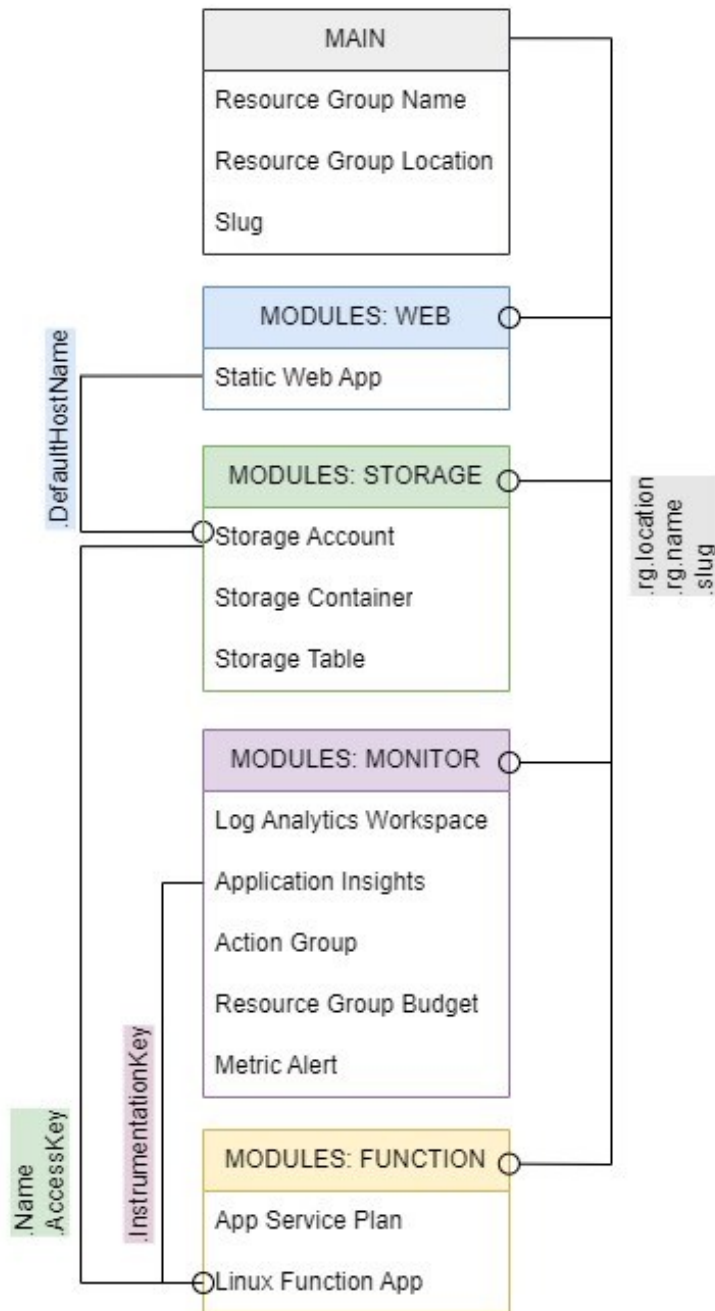 MAIN
Resource Group Name
Resource Group Location
Slug
MODULES: WEB
Static Web App
.DefaultHostName
MODULES: STORAGE
Storage Account
Storage Container
Storage Table
.rg.location
.rg.name
.slug
MODULES: MONITOR
Log Analytics Workspace
Application Insights
Action Group
Resource Group Budget
Metric Alert
.Name
.AccessKey
.InstrumentationKey
MODULES: FUNCTION
App Service Plan
Linux Function App